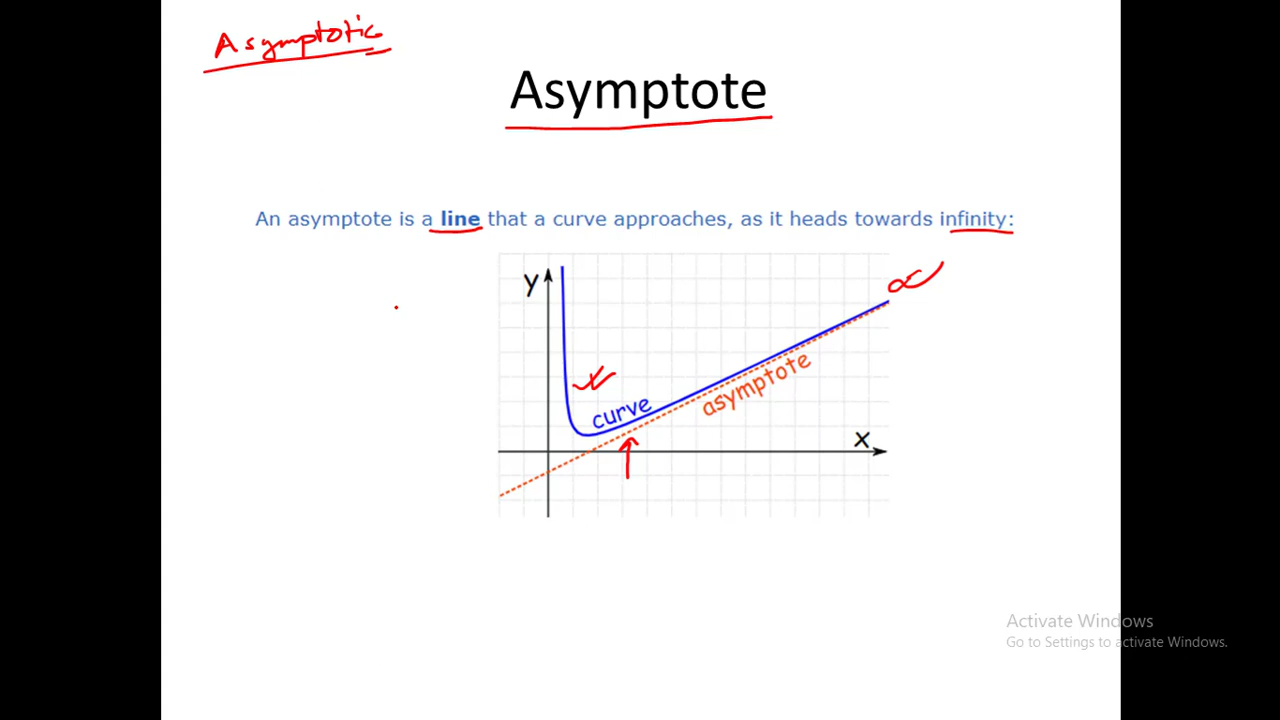 Asymptotic
Asymptote
An asymptote is a line that a curve approaches, as it heads towards infinity:
y
curve
asymptote
x
Activate Windows
Go to Settings to activate Windows.